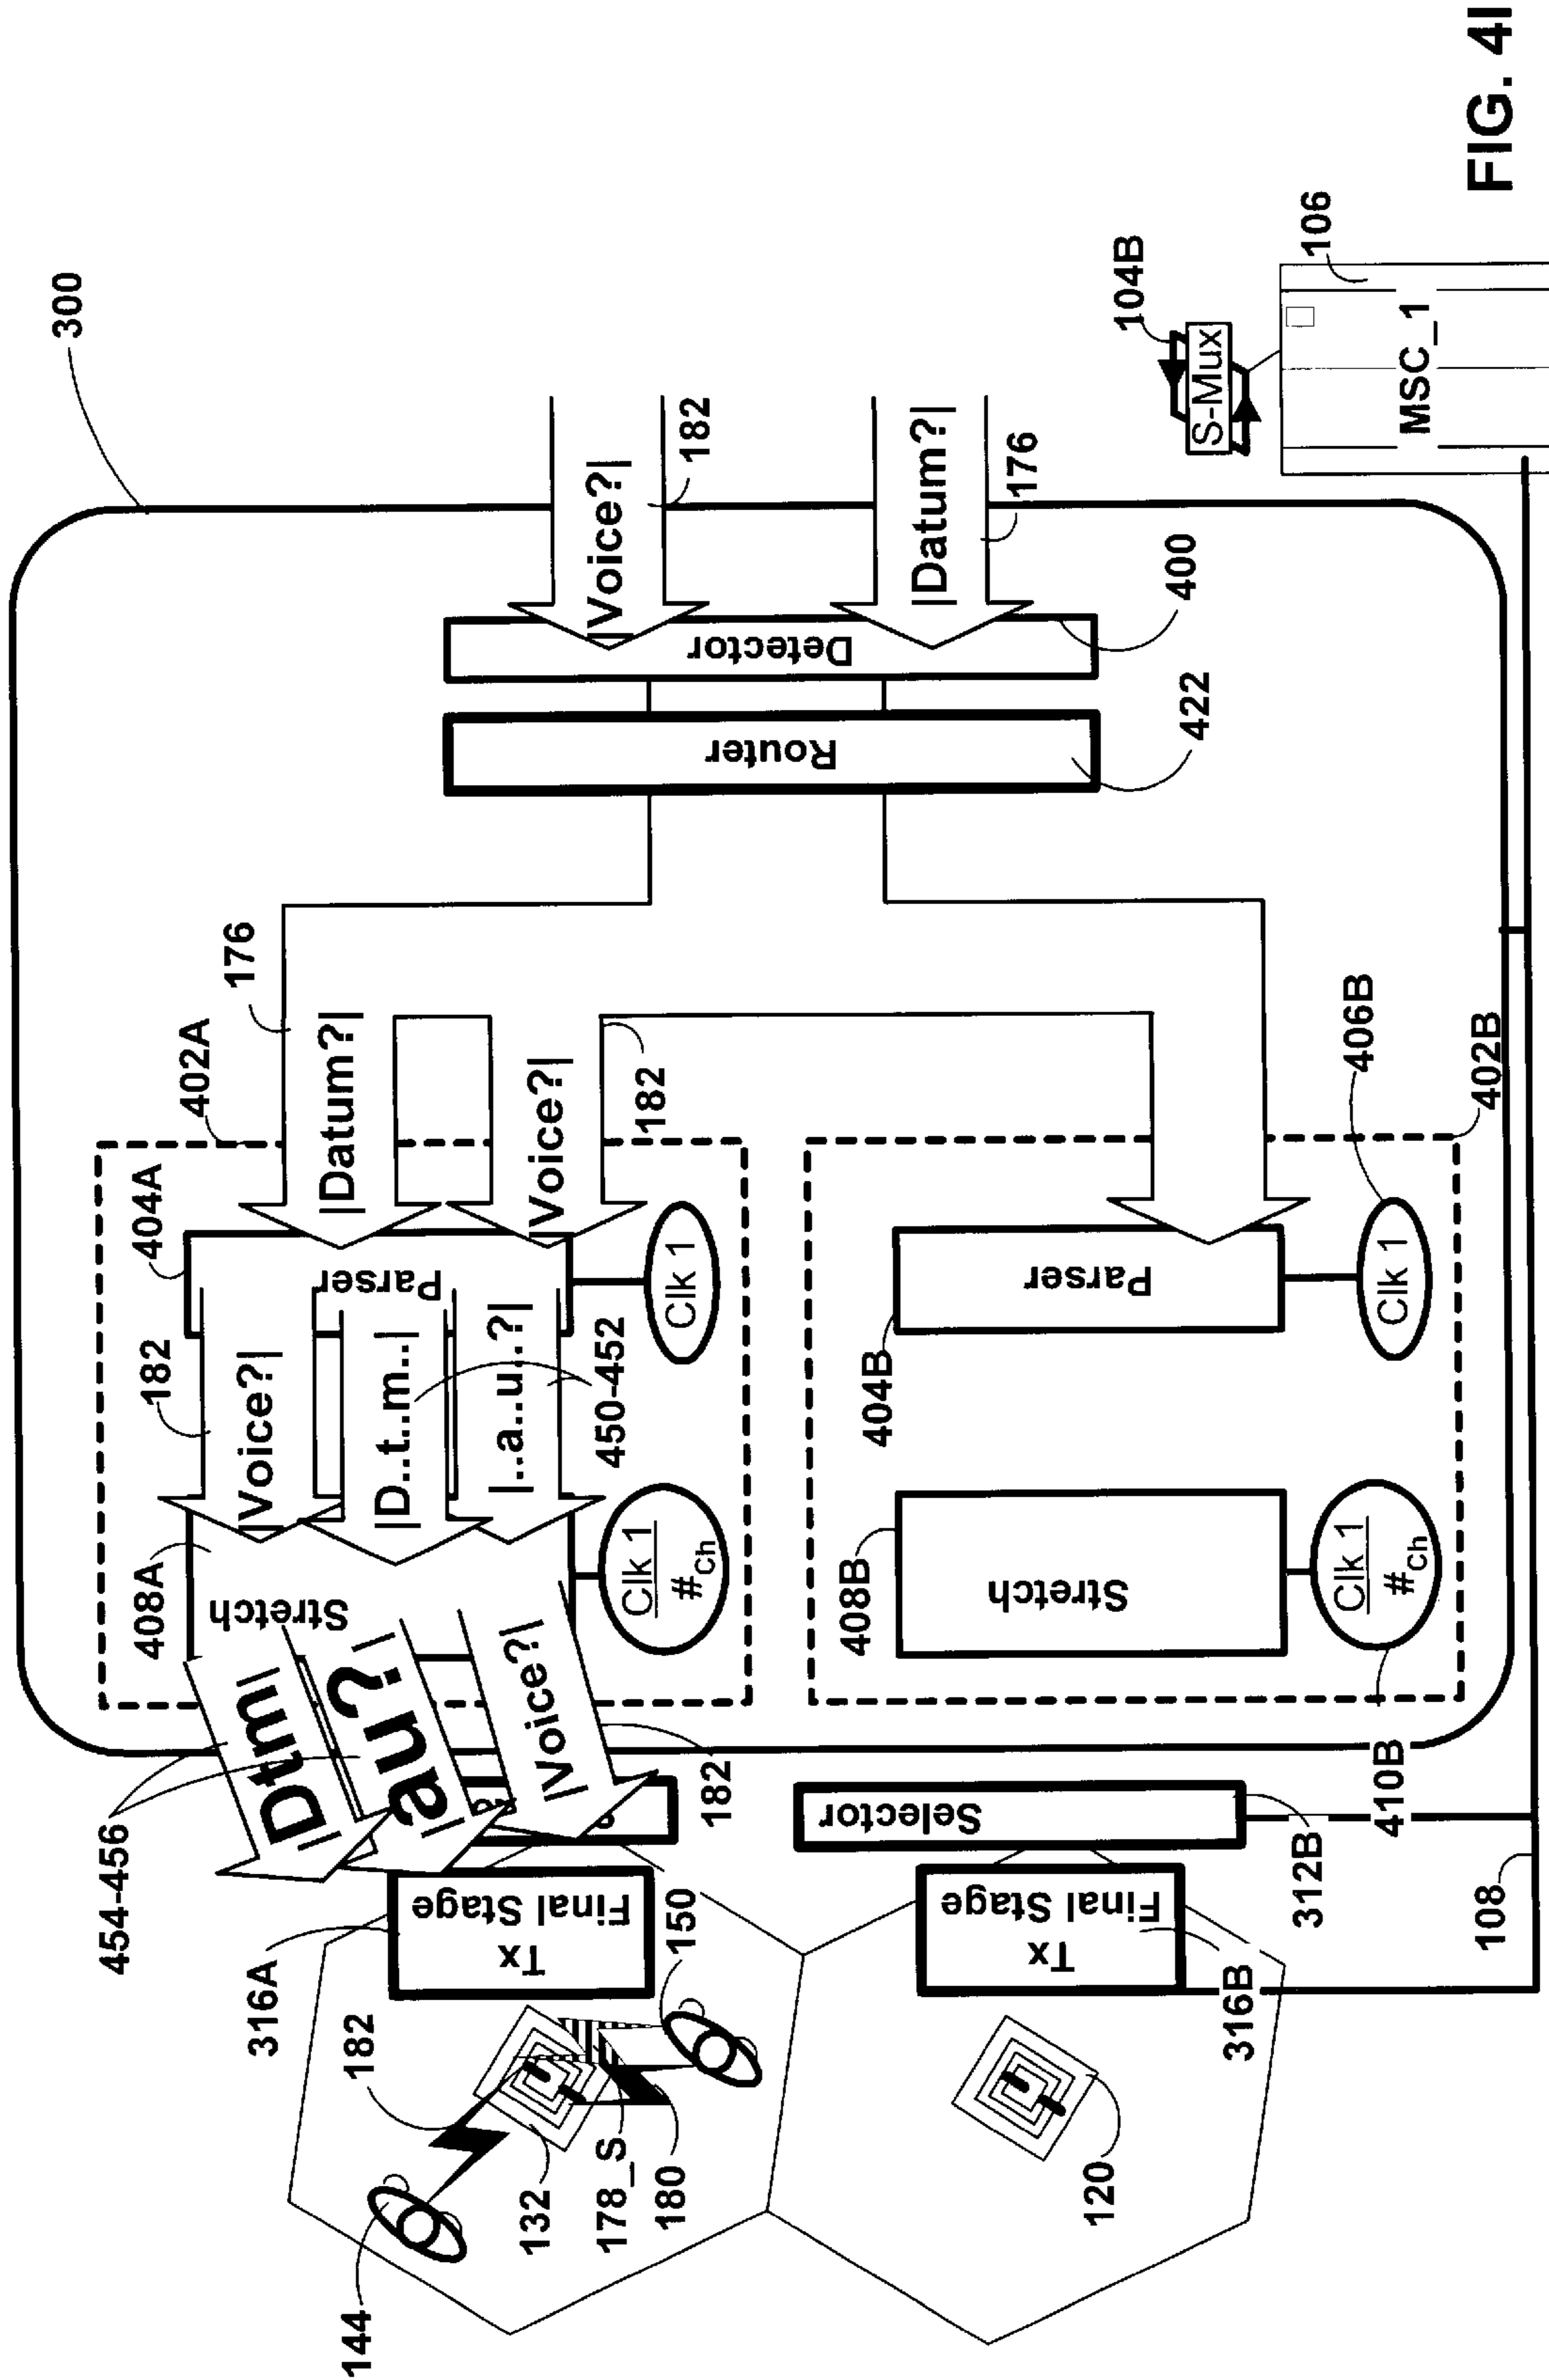 FIG. 4I
300
454-456
408A
182
404A
402A
176
|Datum?|
|Voice?|
182
Parser
|Voice?|
|D..t..m..|
|..a..u..?|
450-452
Clk 1
Stretch
Clk 1
#Ch
|Dtm|
|au?|
|Voice?|
182
316A
Tx
Final Stage
182
144
132
178_S
180
150
Router
422
Detector
400
|Voice?|
182
|Datum?|
176
104B
S-Mux
106
MSC_1
404B
Parser
Clk 1
406B
402B
408B
Stretch
Clk 1
#Ch
410B
Selector
312B
Tx
Final Stage
316B
120
108